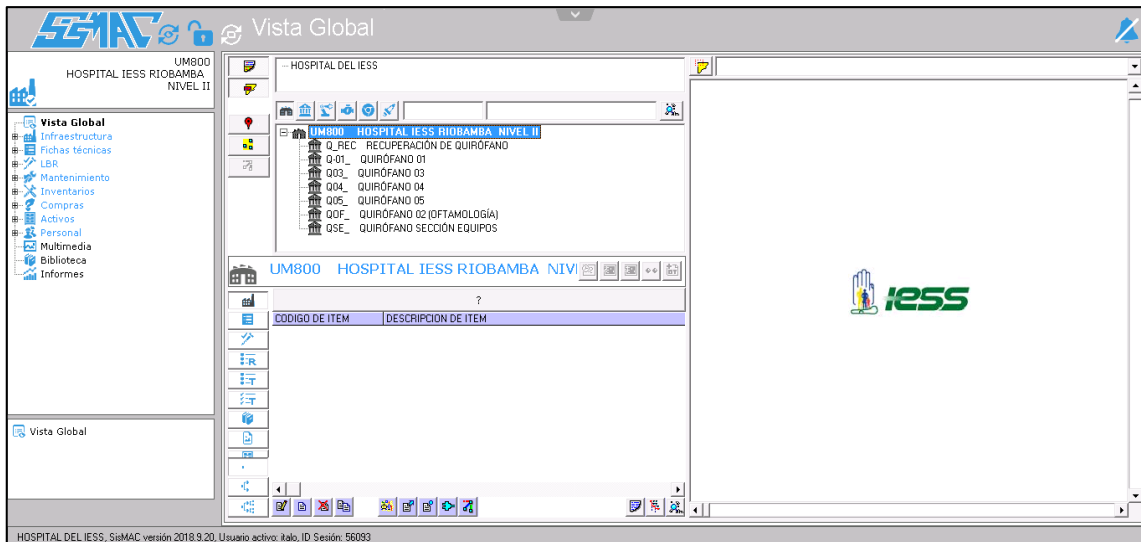 SisMAC
Vista Global
UM800
HOSPITAL IESS RIOBAMBA
NIVEL II
Vista Global
Infraestructura
Fichas técnicas
LBR
Mantenimiento
Inventarios
Compras
Activos
Personal
Multimedia
Biblioteca
Informes
Vista Global
HOSPITAL DEL IESS
UM800 HOSPITAL IESS RIOBAMBA NIVEL II
Q_REC RECUPERACIÓN DE QUIRÓFANO
Q-01_ QUIRÓFANO 01
Q03_ QUIRÓFANO 03
Q04_ QUIRÓFANO 04
Q05_ QUIRÓFANO 05
QOF_ QUIRÓFANO 02 (OFTAMOLOGÍA)
QSE_ QUIRÓFANO SECCIÓN EQUIPOS
UM800 HOSPITAL IESS RIOBAMBA NIVI
?
CODIGO DE ITEM DESCRIPCION DE ITEM
R
T
T
IESS
HOSPITAL DEL IESS, SisMAC versión 2018.9.20, Usuario activo: italo, ID Sesión: 56093